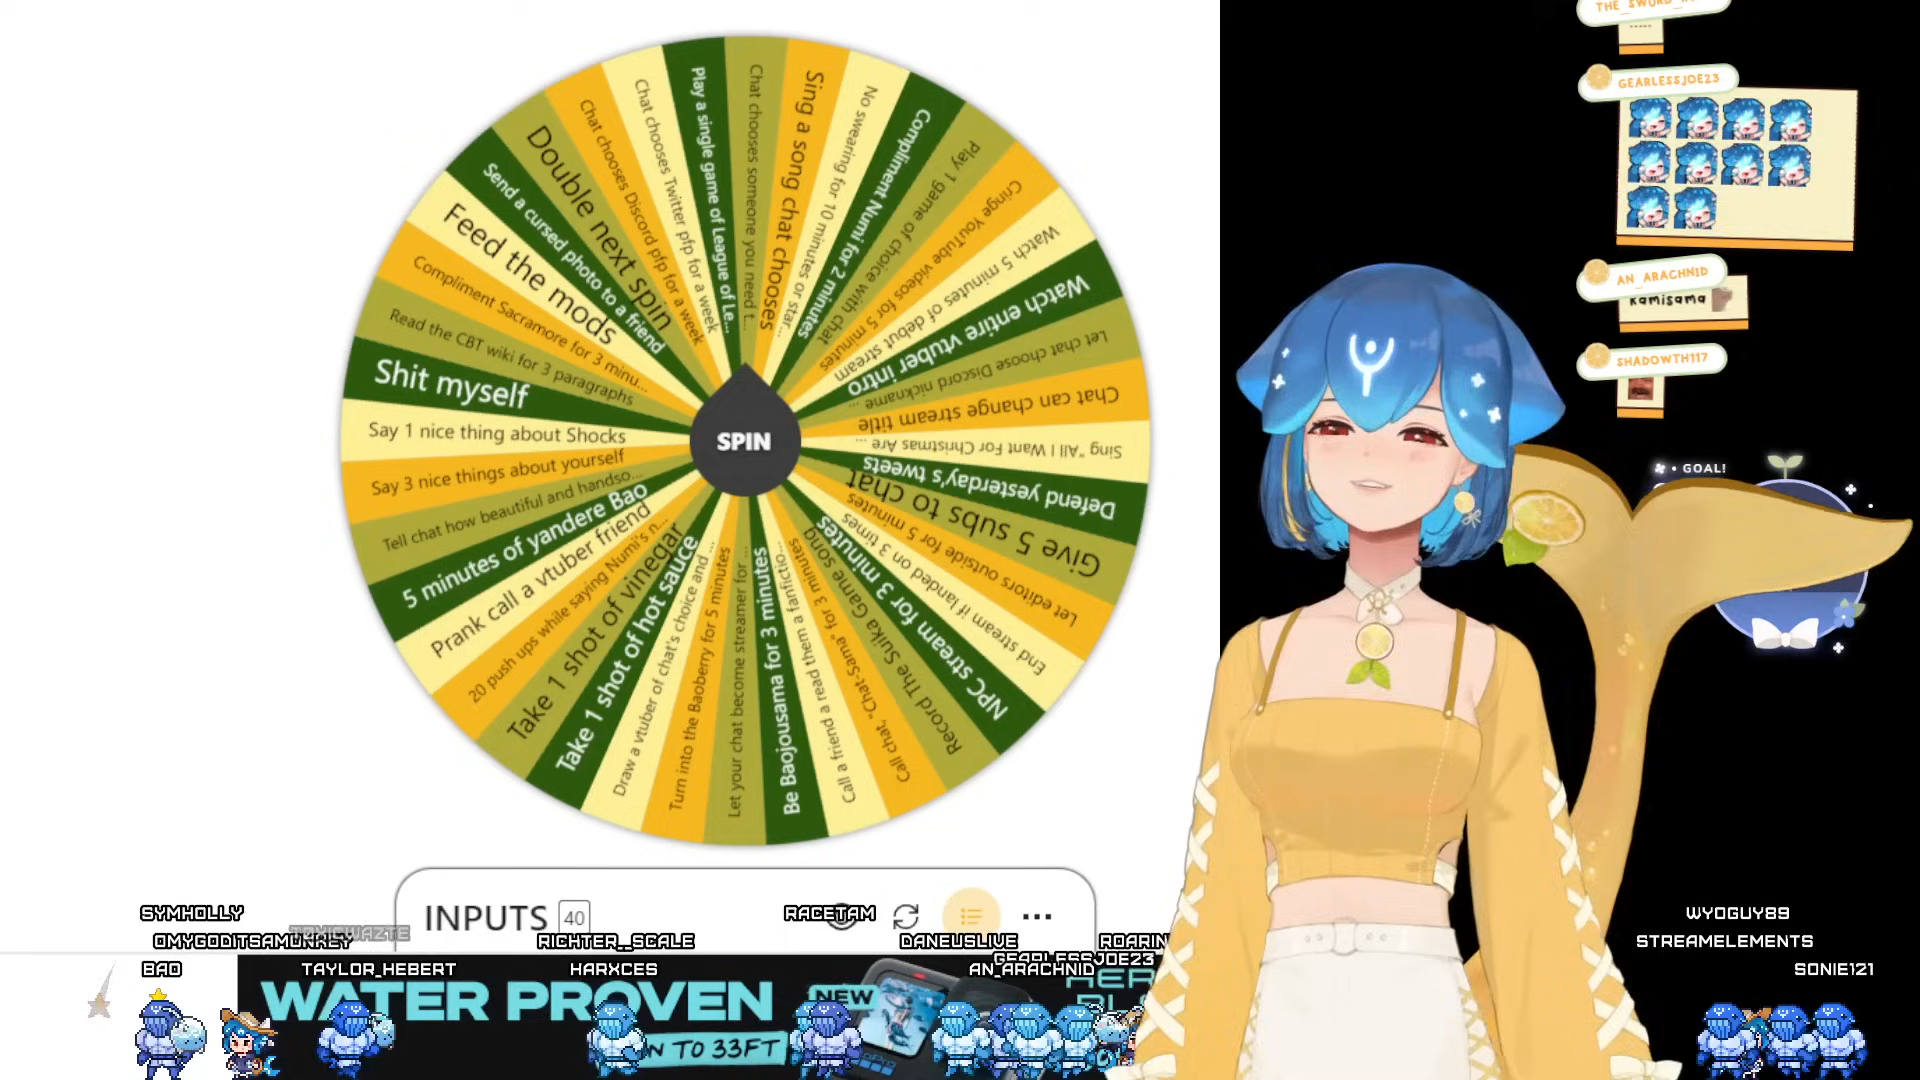 Play a single game of League of Le...
Chat chooses someone you need t...
Sing a song chat chooses
No swearing for 10 minutes or star...
Compliment Numi for 2 minutes
Play 1 game of choice with chat
Cringe YouTube videos for 5 minutes
Watch 5 minutes of debut stream
Watch entire vtuber intro
Let chat choose Discord nickname ...
Chat can change stream title
Sing "All I Want For Christmas Are ...
Defend yesterday's tweets
Give 5 subs to chat
Let editors outside for 5 minutes
End stream if landed on 3 times
NPC stream for 3 minutes
Record The Suika Game song
Call chat, "Chat-Sama" for 3 minutes
Call a friend a read them a fanfictio...
Be Baojousama for 3 minutes
Let your chat become streamer for ...
Turn into the Baoberry for 5 minutes
Draw a vtuber of chat's choice and ...
Take 1 shot of hot sauce
Take 1 shot of vinegar
20 push ups while saying Numi's n...
Prank call a vtuber friend
5 minutes of yandere Bao
Tell chat how beautiful and handso...
Say 3 nice things about yourself
Say 1 nice thing about Shocks
Shit myself
Read the CBT wiki for 3 paragraphs
Compliment Sacramore for 3 minu...
Feed the mods
Send a cursed photo to a friend
Double next spin
Chat chooses Discord pfp for a week
Chat chooses Twitter pfp for a week
SPIN
GEARLESSJOE23
AN_ARACHNID
kamisama
SHADOWTH117
• GOAL!
INPUTS 40
SYMHOLLY
TOXICWAZTE
OMYGODITSAMUNKEY
RACETAM
RICHTER_SCALE
DANEUSLIVE
ROARIN
GEARLESSJOE23
BAO
TAYLOR_HEBERT
HARXCES
AN_ARACHNID
WYOGUY89
STREAMELEMENTS
SONIE121
WATER PROVEN
NEW
N TO 33FT